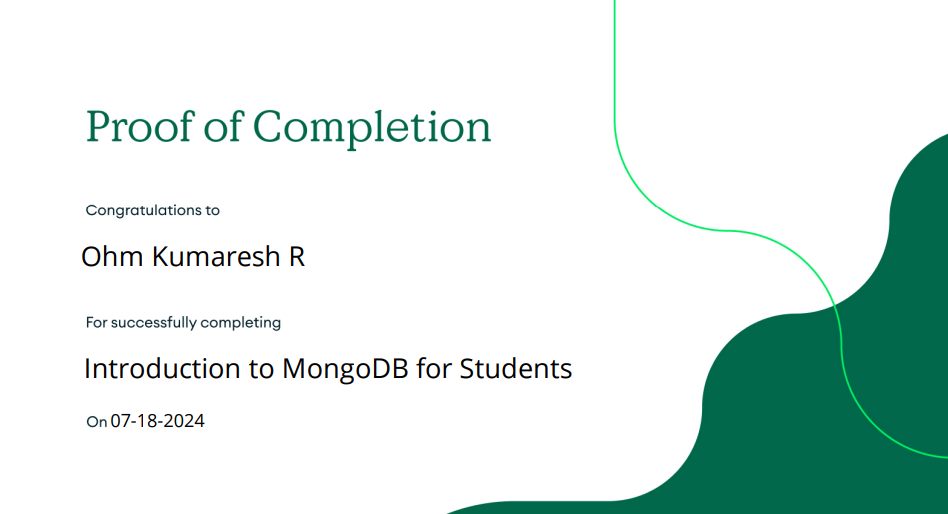 Proof of Completion
Congratulations to
Ohm Kumaresh R
For successfully completing
Introduction to MongoDB for Students
On 07-18-2024